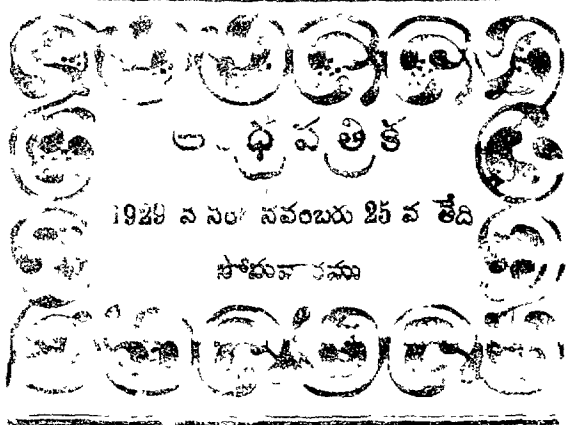 ఆంధ్రపత్రిక
1929 వ సం॥ నవంబరు 25 వ తేది
సోమవారము